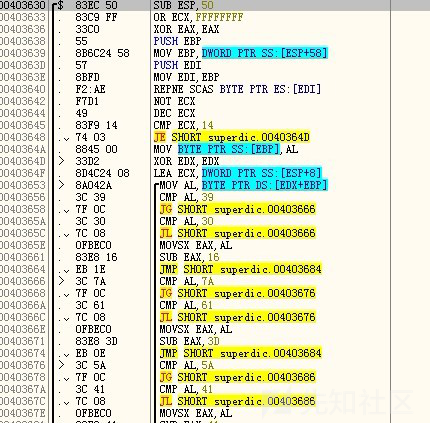 00403630 ┌$ 83EC 50 SUB ESP,50
00403633 . 83C9 FF OR ECX,FFFFFFFF
00403636 . 33C0 XOR EAX,EAX
00403638 . 55 PUSH EBP
00403639 . 8B6C24 58 MOV EBP,DWORD PTR SS:[ESP+58]
0040363D . 57 PUSH EDI
0040363E . 8BFD MOV EDI,EBP
00403640 . F2:AE REPNE SCAS BYTE PTR ES:[EDI]
00403642 . F7D1 NOT ECX
00403644 . 49 DEC ECX
00403645 . 83F9 14 CMP ECX,14
00403648 . 74 03 JE SHORT superdic.0040364D
0040364A . 8845 00 MOV BYTE PTR SS:[EBP],AL
0040364D > 33D2 XOR EDX,EDX
0040364F . 8D4C24 08 LEA ECX,DWORD PTR SS:[ESP+8]
00403653 > 8A042A ┌MOV AL,BYTE PTR DS:[EDX+EBP]
00403656 . 3C 39 CMP AL,39
00403658 . 7F 0C JG SHORT superdic.00403666
0040365A . 3C 30 CMP AL,30
0040365C . 7C 08 JL SHORT superdic.00403666
0040365E . 0FBEC0 MOVSX EAX,AL
00403661 . 83E8 16 SUB EAX,16
00403664 . EB 1E JMP SHORT superdic.00403684
00403666 > 3C 7A CMP AL,7A
00403668 . 7F 0C JG SHORT superdic.00403676
0040366A . 3C 61 CMP AL,61
0040366C . 7C 08 JL SHORT superdic.00403676
0040366E . 0FBEC0 MOVSX EAX,AL
00403671 . 83E8 3D SUB EAX,3D
00403674 . EB 0E JMP SHORT superdic.00403684
00403676 > 3C 5A CMP AL,5A
00403678 . 7F 0C JG SHORT superdic.00403686
0040367A . 3C 41 CMP AL,41
0040367C . 7C 08 JL SHORT superdic.00403686
0040367E . 0FBEC0 MOVSX EAX,AL